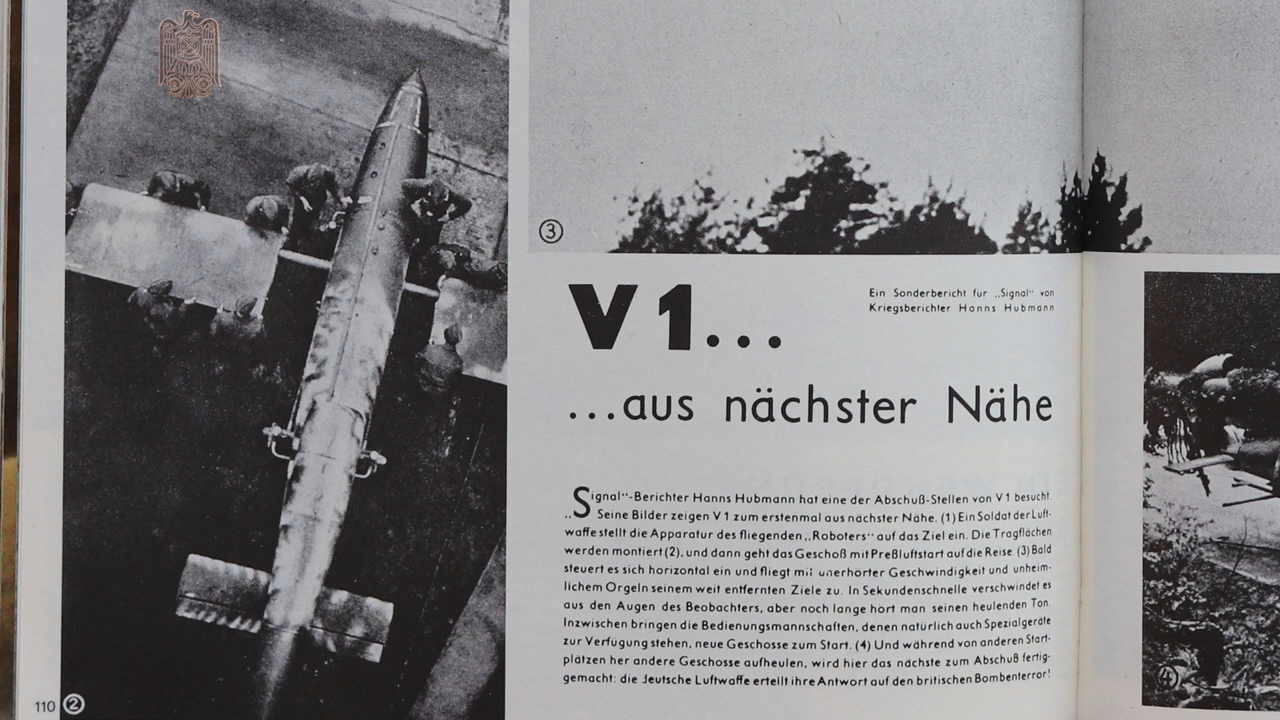 ③
V1...
Ein Sonderbericht für „Signal" von
Kriegsberichter Hanns Hubmann
...aus nächster Nähe
„Signal"-Berichter Hanns Hubmann hat eine der Abschuß-Stellen von V1 besucht.
Seine Bilder zeigen V1 zum erstenmal aus nächster Nähe. (1) Ein Soldat der Luft-
waffe stellt die Apparatur des fliegenden „Roboters" auf das Ziel ein. Die Tragflächen
werden montiert (2), und dann geht das Geschoß mit Preßluftstart auf die Reise. (3) Bald
steuert es sich horizontal ein und fliegt mit unerhörter Geschwindigkeit und unheim-
lichem Orgeln seinem weit entfernten Ziele zu. In Sekundenschnelle verschwindet es
aus den Augen des Beobachters, aber noch lange hört man seinen heulenden Ton.
Inzwischen bringen die Bedienungsmannschaften, denen natürlich auch Spezialgeräte
zur Verfügung stehen, neue Geschosse zum Start. (4) Und während von anderen Start-
plätzen her andere Geschosse aufheulen, wird hier das nächste zum Abschuß fertig-
gemacht: die deutsche Luftwaffe erteilt ihre Antwort auf den britischen Bombenterror!
110 ②
④